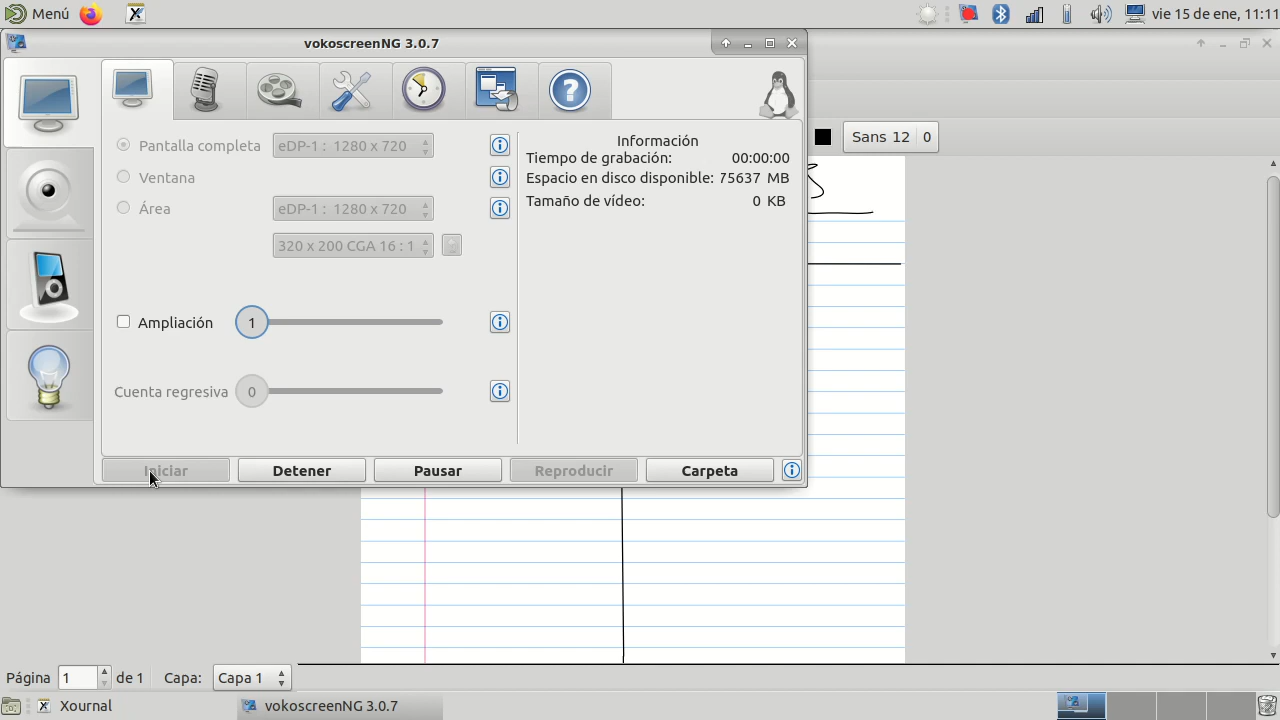 Menú vie 15 de ene, 11:11
vokoscreenNG 3.0.7
Sans 12 0
Pantalla completa eDP-1 : 1280 x 720
Ventana
Área eDP-1 : 1280 x 720
320 x 200 CGA 16 : 1
Ampliación 1
Cuenta regresiva 0
Información
Tiempo de grabación: 00:00:00
Espacio en disco disponible: 75637 MB
Tamaño de vídeo: 0 KB
Iniciar Detener Pausar Reproducir Carpeta
Página 1 de 1 Capa: Capa 1
Xournal vokoscreenNG 3.0.7